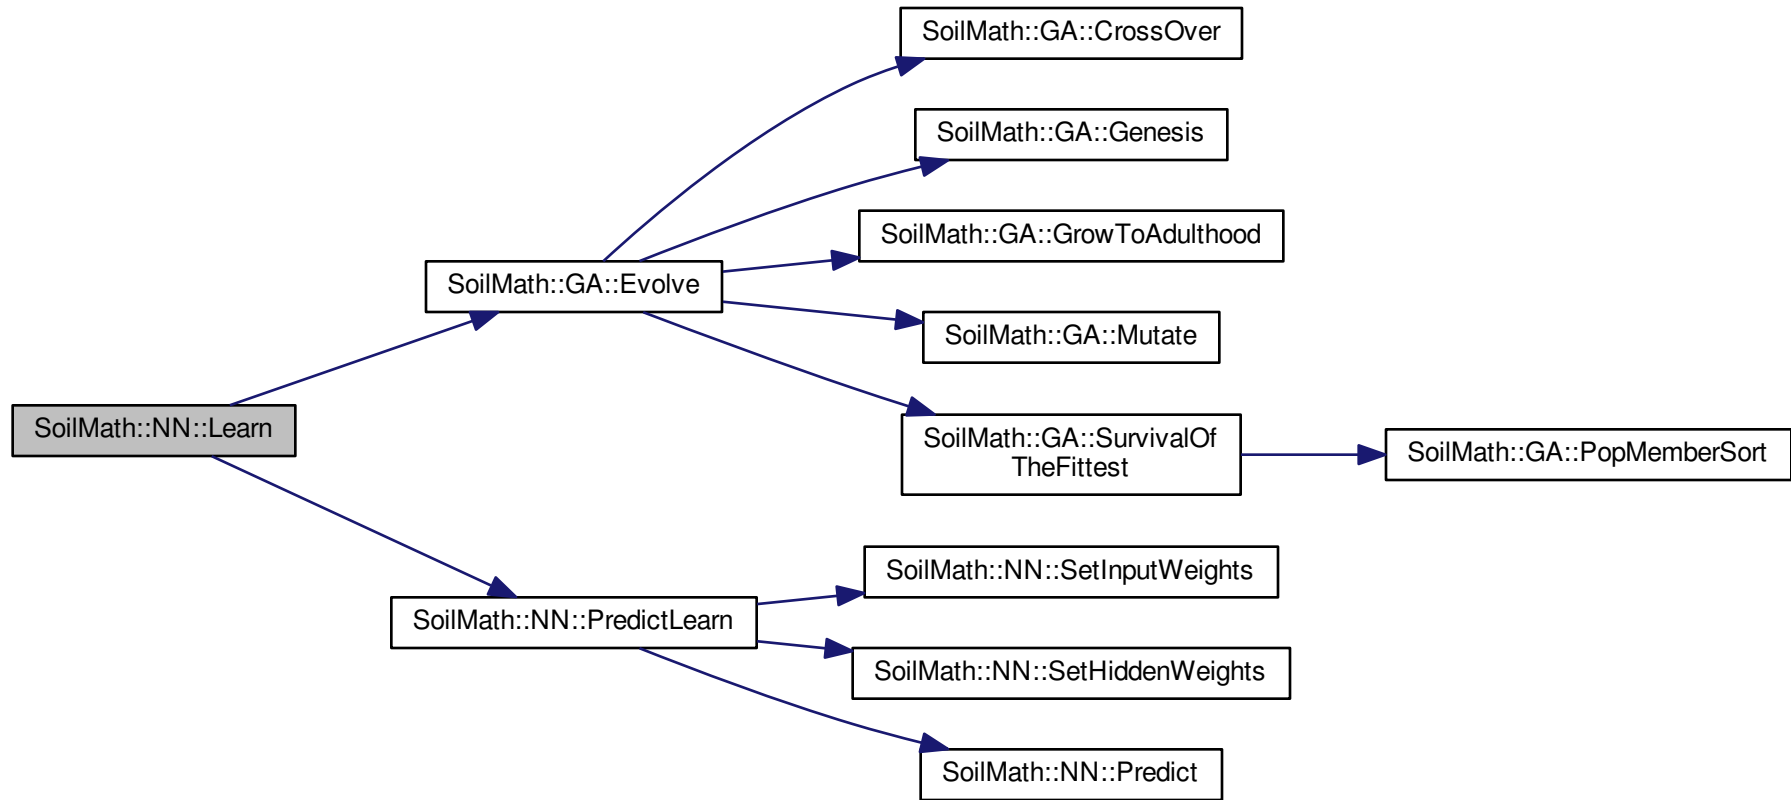 SoilMath::GA::CrossOver
SoilMath::GA::Genesis
SoilMath::GA::GrowToAdulthood
SoilMath::GA::Evolve
SoilMath::GA::Mutate
SoilMath::NN::Learn
SoilMath::GA::SurvivalOf
TheFittest
SoilMath::GA::PopMemberSort
SoilMath::NN::SetInputWeights
SoilMath::NN::PredictLearn
SoilMath::NN::SetHiddenWeights
SoilMath::NN::Predict